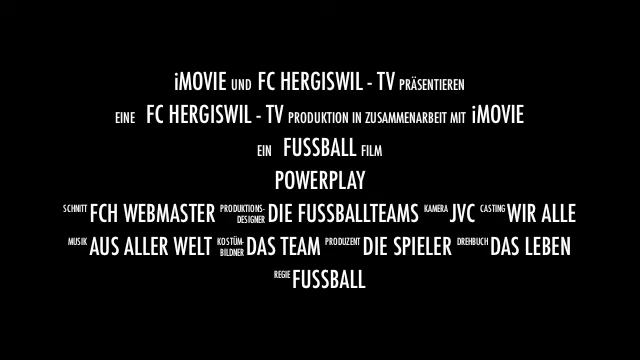 iMOVIE UND FC HERGISWIL - TV PRÄSENTIEREN
EINE FC HERGISWIL - TV PRODUKTION IN ZUSAMMENARBEIT MIT iMOVIE
EIN FUSSBALL FILM
POWERPLAY
SCHNITT FCH WEBMASTER PRODUKTIONS-DESIGNER DIE FUSSBALLTEAMS KAMERA JVC CASTING WIR ALLE
MUSIK AUS ALLER WELT KOSTÜM-BILDNER DAS TEAM PRODUZENT DIE SPIELER DREHBUCH DAS LEBEN
REGIE FUSSBALL